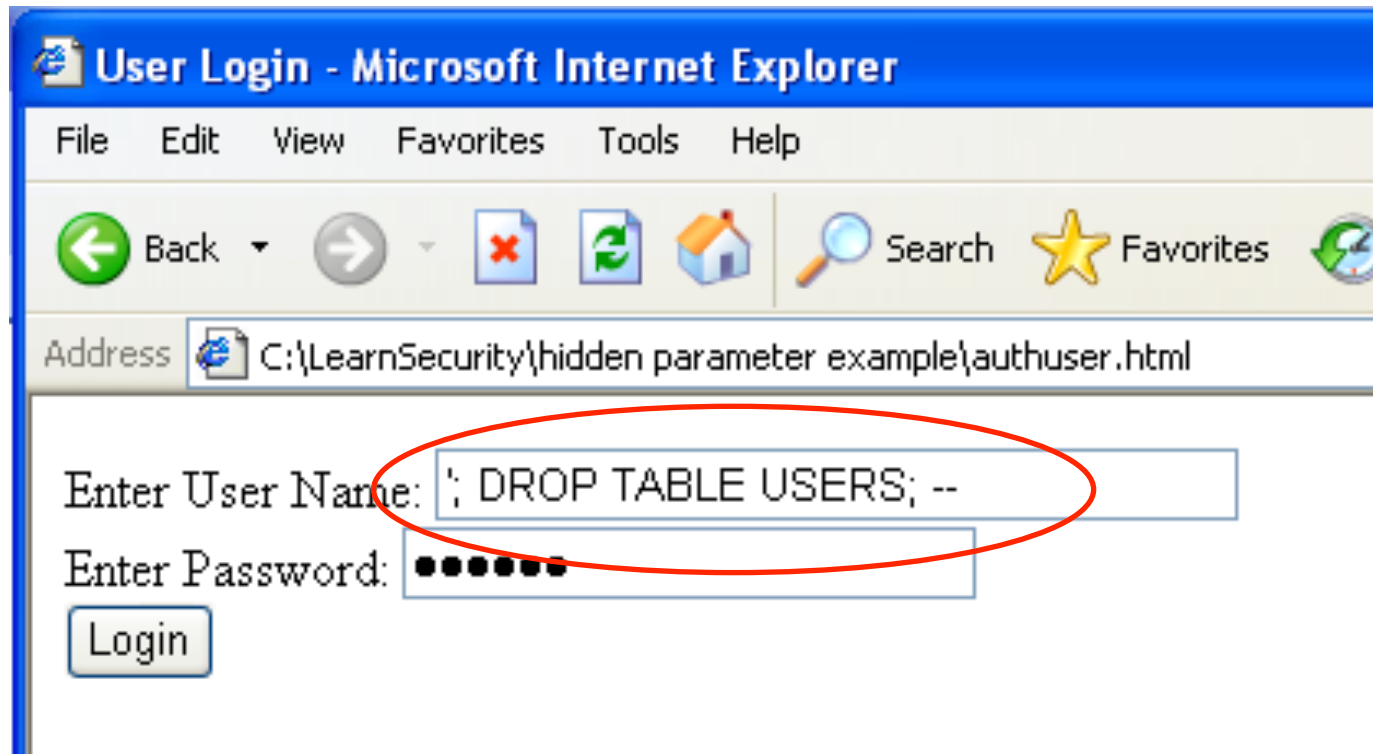 User Login - Microsoft Internet Explorer
File Edit View Favorites Tools Help
Back Search Favorites
Address C:\LearnSecurity\hidden parameter example\authuser.html
Enter User Name: '; DROP TABLE USERS; --
Enter Password: ●●●●●●
Login